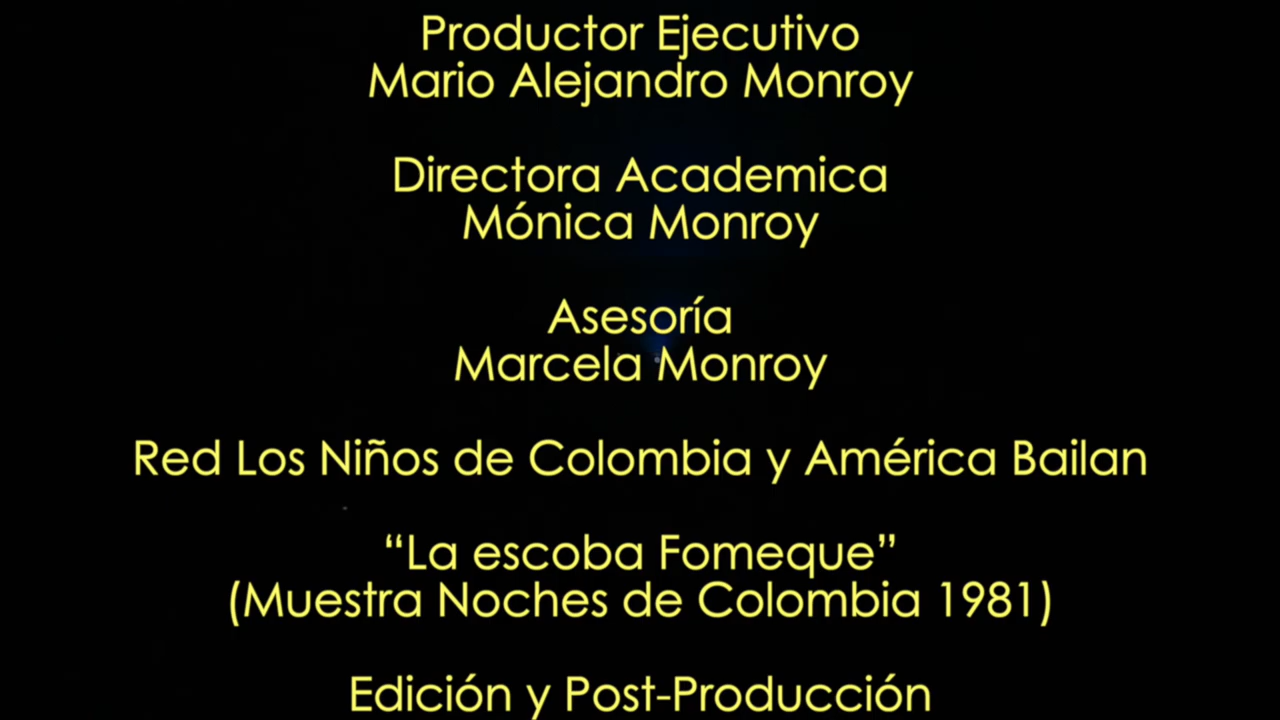 Productor Ejecutivo
Mario Alejandro Monroy
Directora Academica
Mónica Monroy
Asesoría
Marcela Monroy
Red Los Niños de Colombia y América Bailan
“La escoba Fomeque”
(Muestra Noches de Colombia 1981)
Edición y Post-Producción